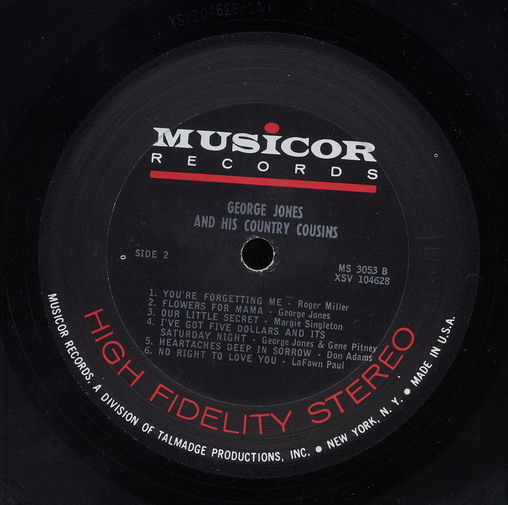 XSV 104628-1A
MUSICOR
RECORDS
GEORGE JONES
AND HIS COUNTRY COUSINS
SIDE 2
MS 3053 B
XSV 104628
1. YOU'RE FORGETTING ME - Roger Miller
2. FLOWERS FOR MAMA - George Jones
3. OUR LITTLE SECRET - Margie Singleton
4. I'VE GOT FIVE DOLLARS AND ITS
SATURDAY NIGHT - George Jones & Gene Pitney
5. HEARTACHES DEEP IN SORROW - Don Adams
6. NO RIGHT TO LOVE YOU - LaFawn Paul
HIGH FIDELITY STEREO
MUSICOR RECORDS, A DIVISION OF TALMADGE PRODUCTIONS, INC. ● NEW YORK, N. Y. ● MADE IN U.S.A.